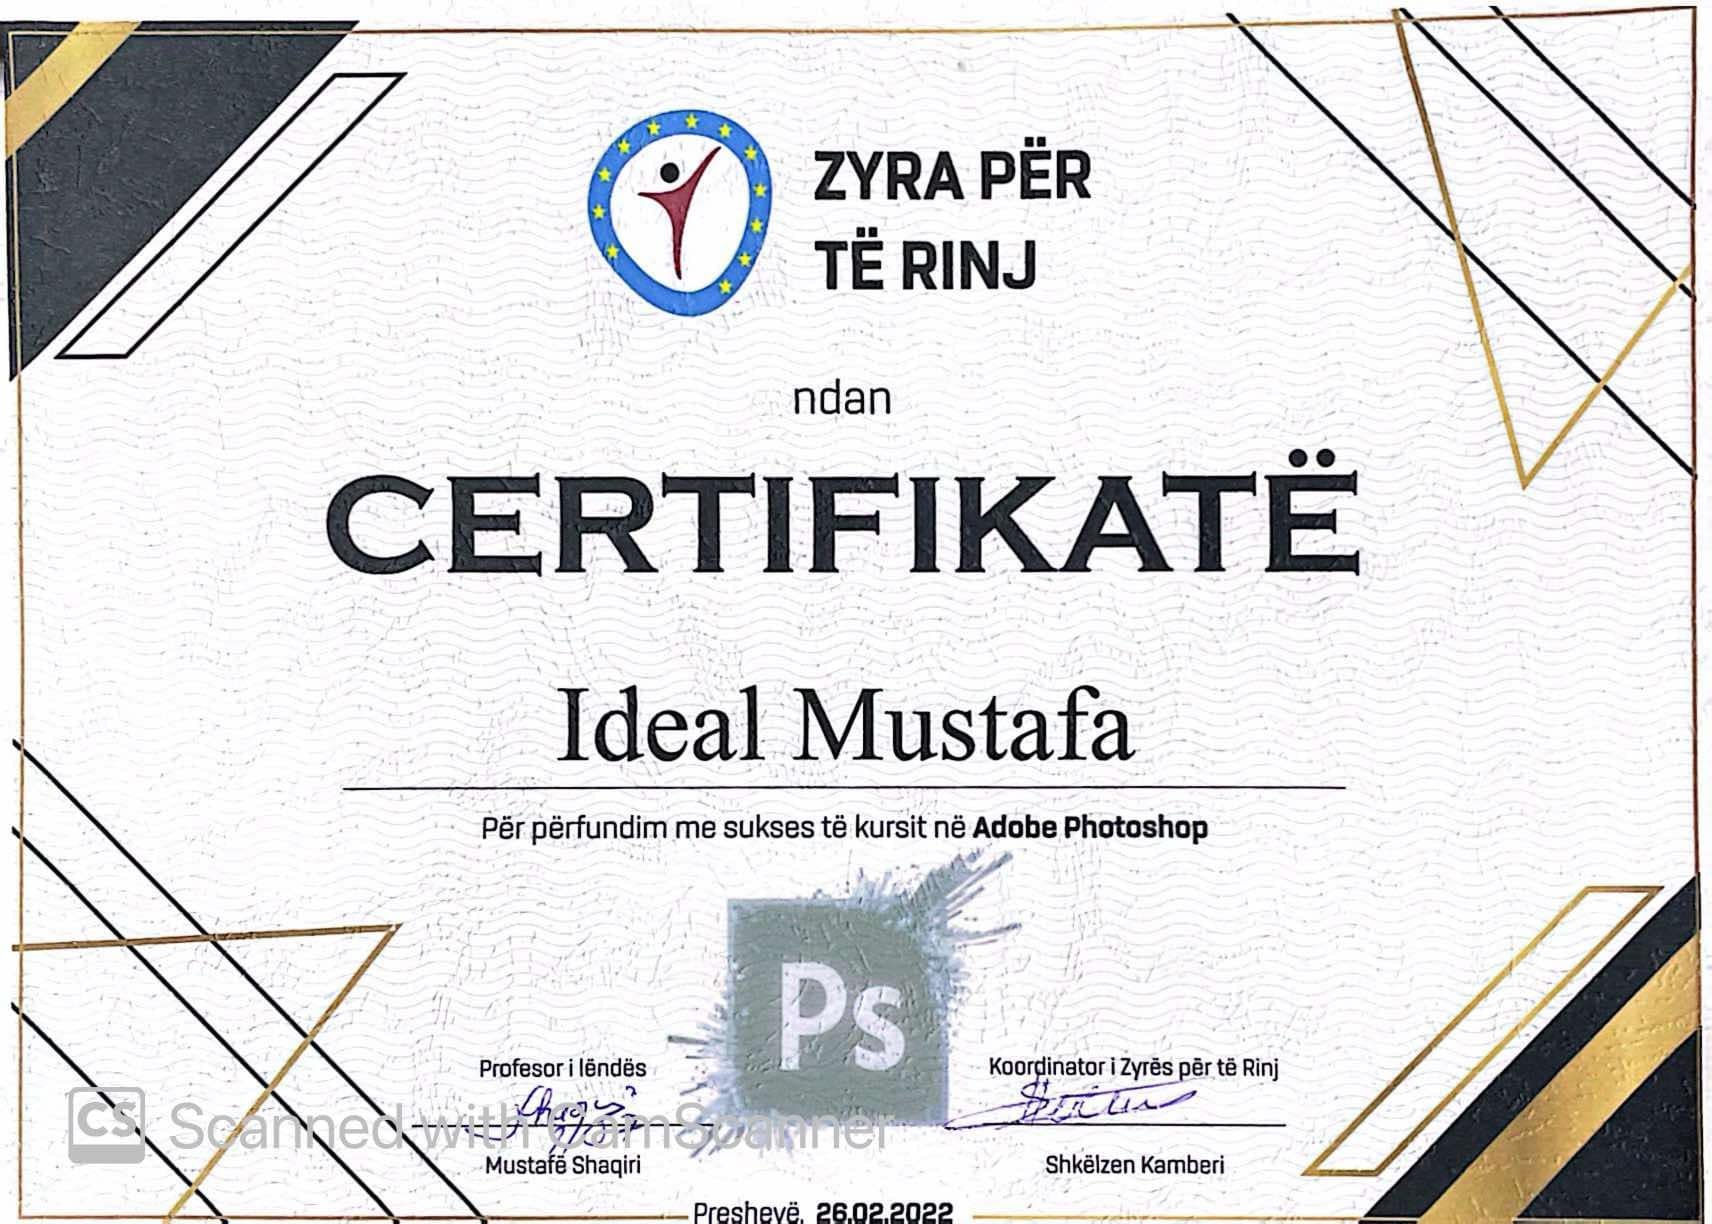 ZYRA PËR
TË RINJ
ndan
CERTIFIKATË
Ideal Mustafa
Për përfundim me sukses të kursit në Adobe Photoshop
Ps
Profesor i lëndës
Koordinator i Zyrës për të Rinj
CS Scanned with CamScanner
Mustafë Shaqiri
Shkëlzen Kamberi
Preshevë, 26.02.2022